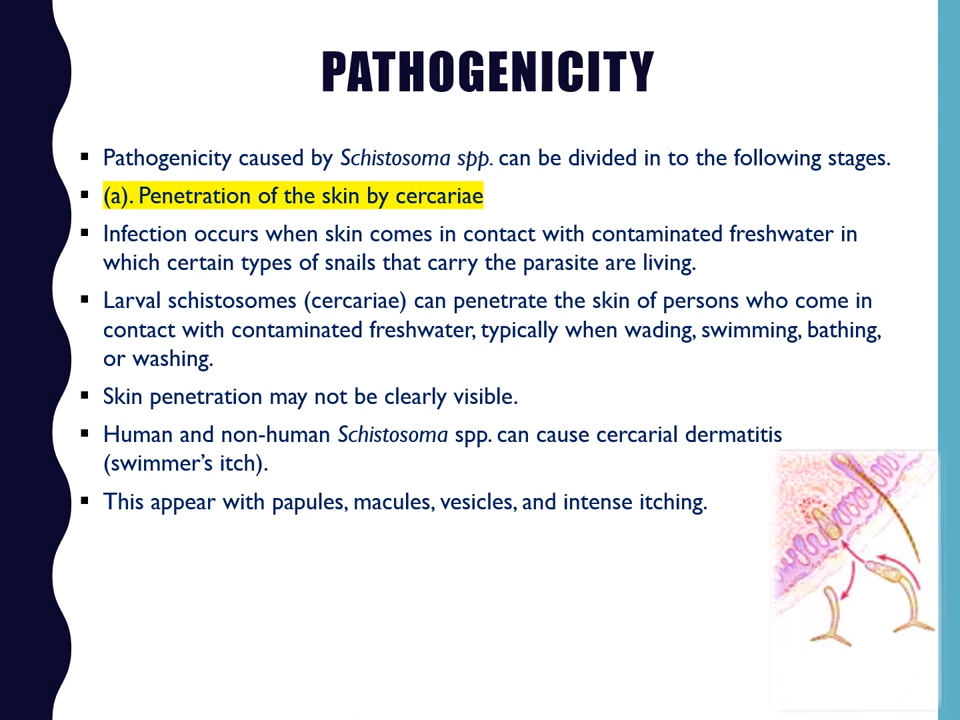 PATHOGENICITY
▪ Pathogenicity caused by Schistosoma spp. can be divided in to the following stages.
▪ (a). Penetration of the skin by cercariae
▪ Infection occurs when skin comes in contact with contaminated freshwater in
which certain types of snails that carry the parasite are living.
▪ Larval schistosomes (cercariae) can penetrate the skin of persons who come in
contact with contaminated freshwater, typically when wading, swimming, bathing,
or washing.
▪ Skin penetration may not be clearly visible.
▪ Human and non-human Schistosoma spp. can cause cercarial dermatitis
(swimmer’s itch).
▪ This appear with papules, macules, vesicles, and intense itching.